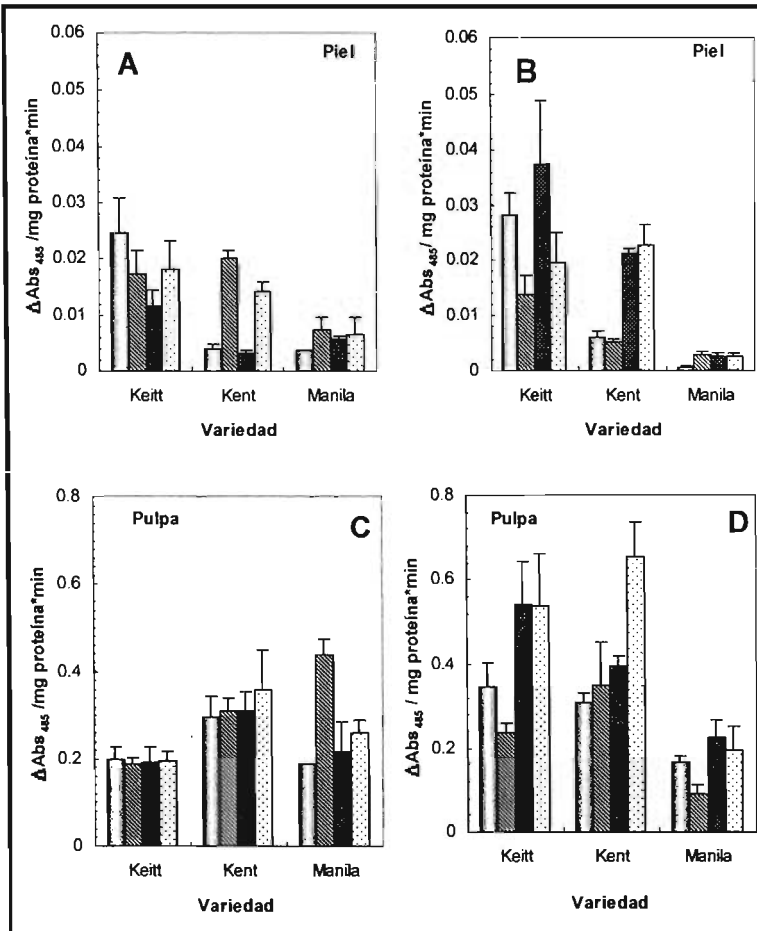 A
Piel
0.06
0.05
0.04
0.03
0.02
0.01
0
ΔAbs 485 /mg proteína*min
Keitt
Kent
Manila
Variedad
B
Piel
0.06
0.05
0.04
0.03
0.02
0.01
0
ΔAbs 485/ mg proteína*min
Keitt
Kent
Manila
Variedad
Pulpa
C
0.8
0.6
0.4
0.2
0
ΔAbs 485 /mg proteína*min
Keitt
Kent
Manila
Variedad
Pulpa
D
0.8
0.6
0.4
0.2
0
ΔAbs 485 / mg proteína*min
Keitt
Kent
Manila
Variedad